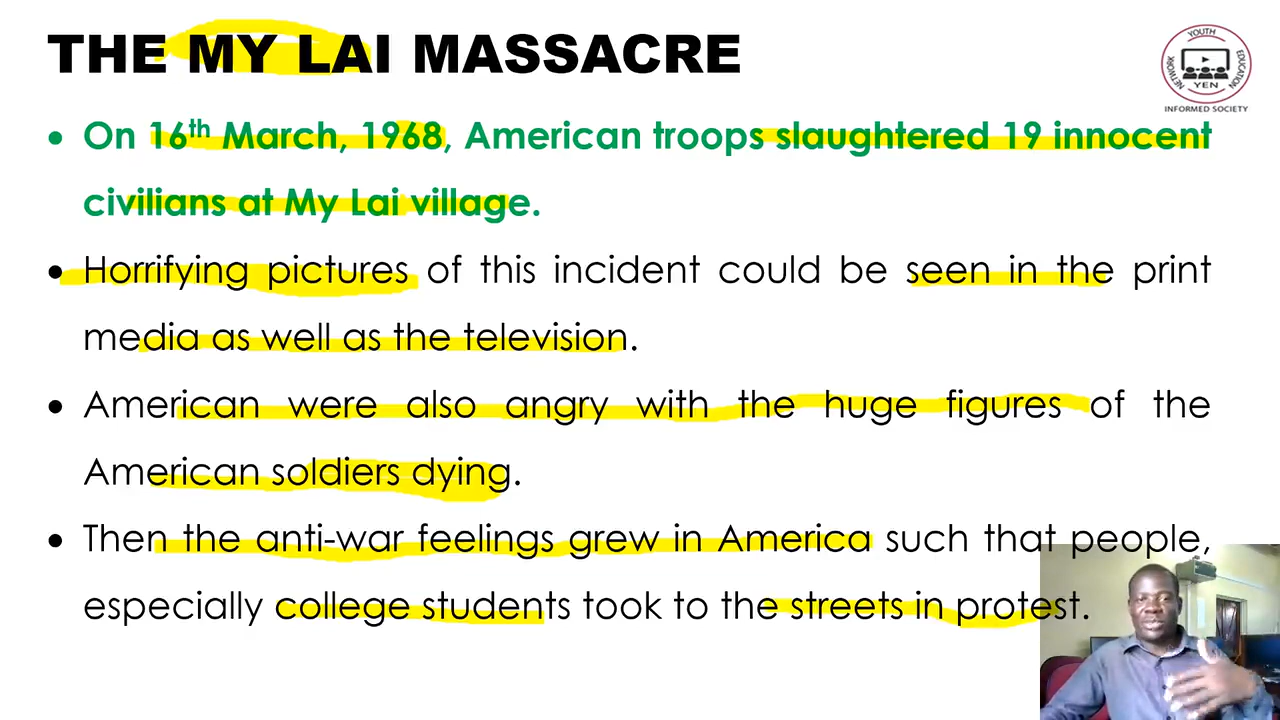 THE MY LAI MASSACRE
YOUTH
EDUCATION
NETWORK
YEN
INFORMED SOCIETY
• On 16th March, 1968, American troops slaughtered 19 innocent
civilians at My Lai village.
• Horrifying pictures of this incident could be seen in the print
media as well as the television.
• American were also angry with the huge figures of the
American soldiers dying.
• Then the anti-war feelings grew in America such that people,
especially college students took to the streets in protest.